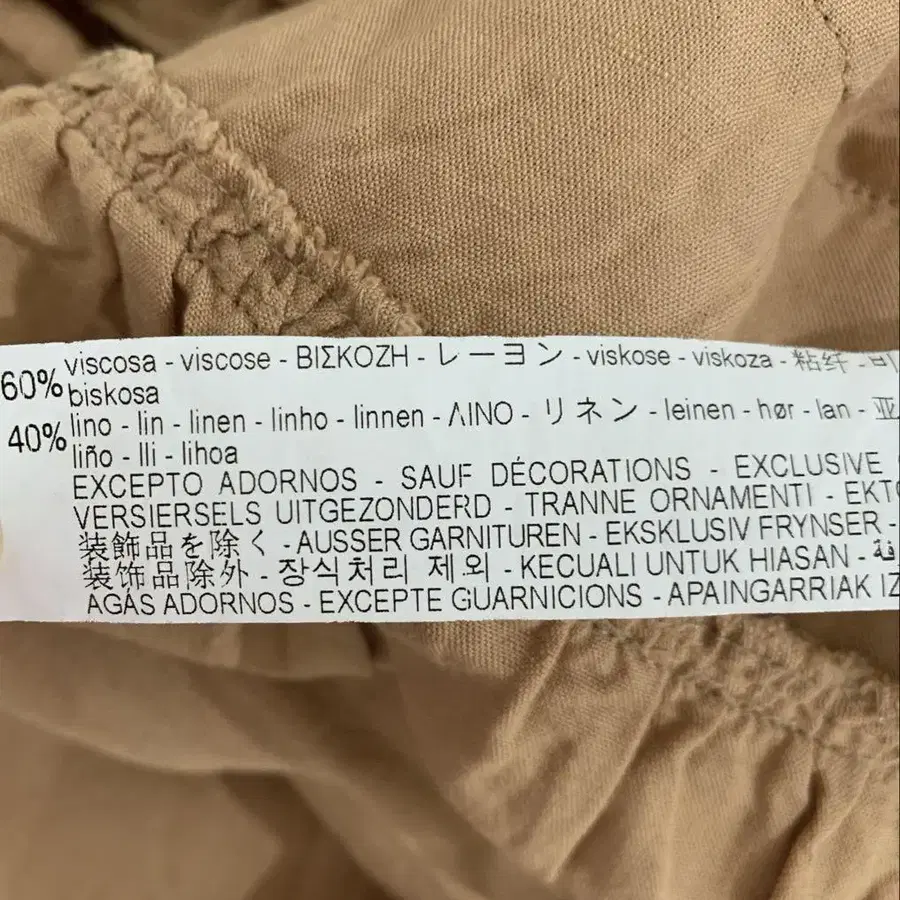 60% viscosa - viscose - ΒΙΣΚΟΖΗ - レーヨン - viskose - viskoza - 粘纤 -
biskosa
40% lino - lin - linen - linho - linnen - ΛΙΝΟ - リネン - leinen - hør - lan - 亚
liño - lli - lihoa
EXCEPTO ADORNOS - SAUF DÉCORATIONS - EXCLUSIVE
VERSIERSELS UITGEZONDERD - TRANNE ORNAMENTI - EKTO
装飾品を除く - AUSSER GARNITUREN - EKSKLUSIV FRYNSER -
装饰品除外 - 장식처리 제외 - KECUALI UNTUK HIASAN -
AGÁS ADORNOS - EXCEPTE GUARNICIONS - APAINGARRIAK IZ